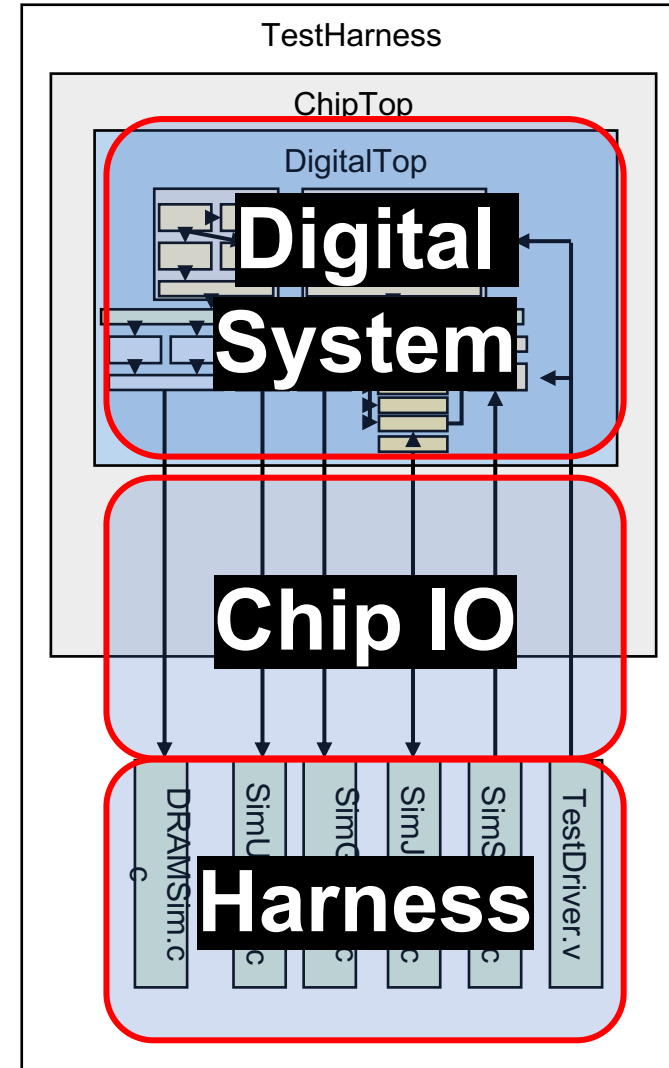 TestHarness
ChipTop
DigitalTop
Digital
System
Chip IO
DRAMSim.c
c
c
c
c
c
TestDriver.v
Harness